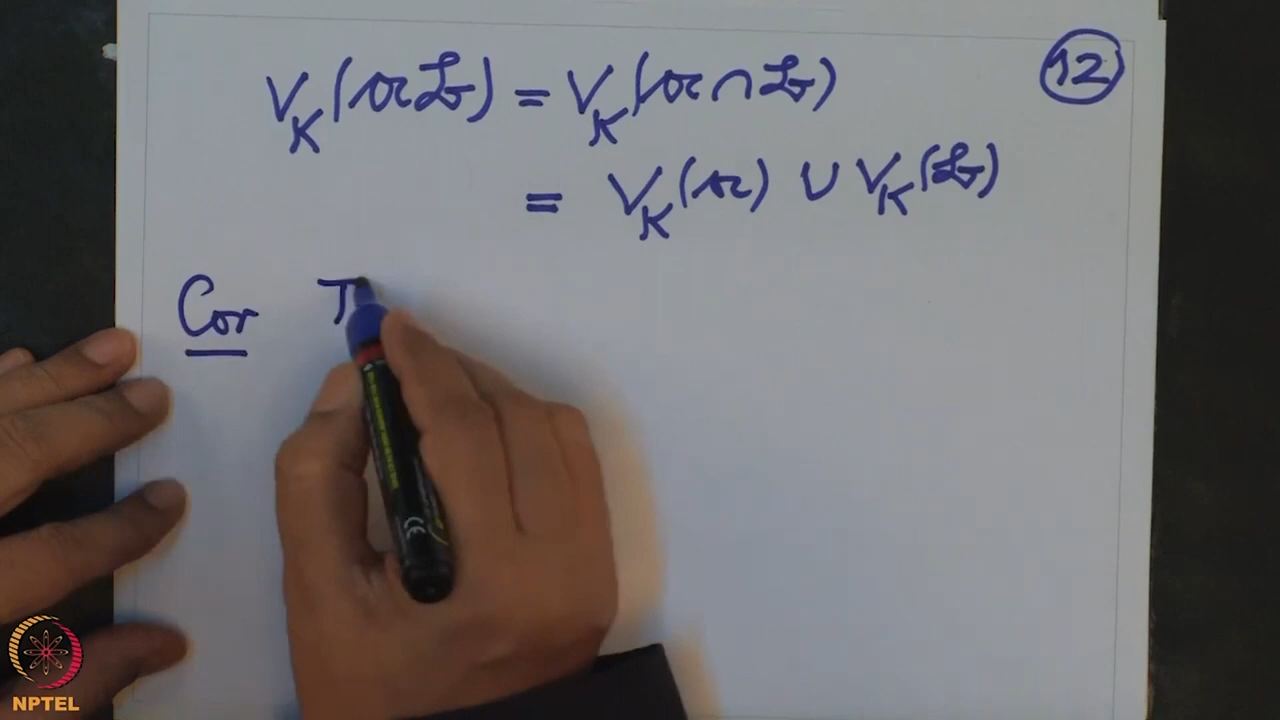 V_K(𝔞𝔟) = V_K(𝔞∩𝔟) ⑫
= V_K(𝔞) ∪ V_K(𝔟)
Cor T
NPTEL